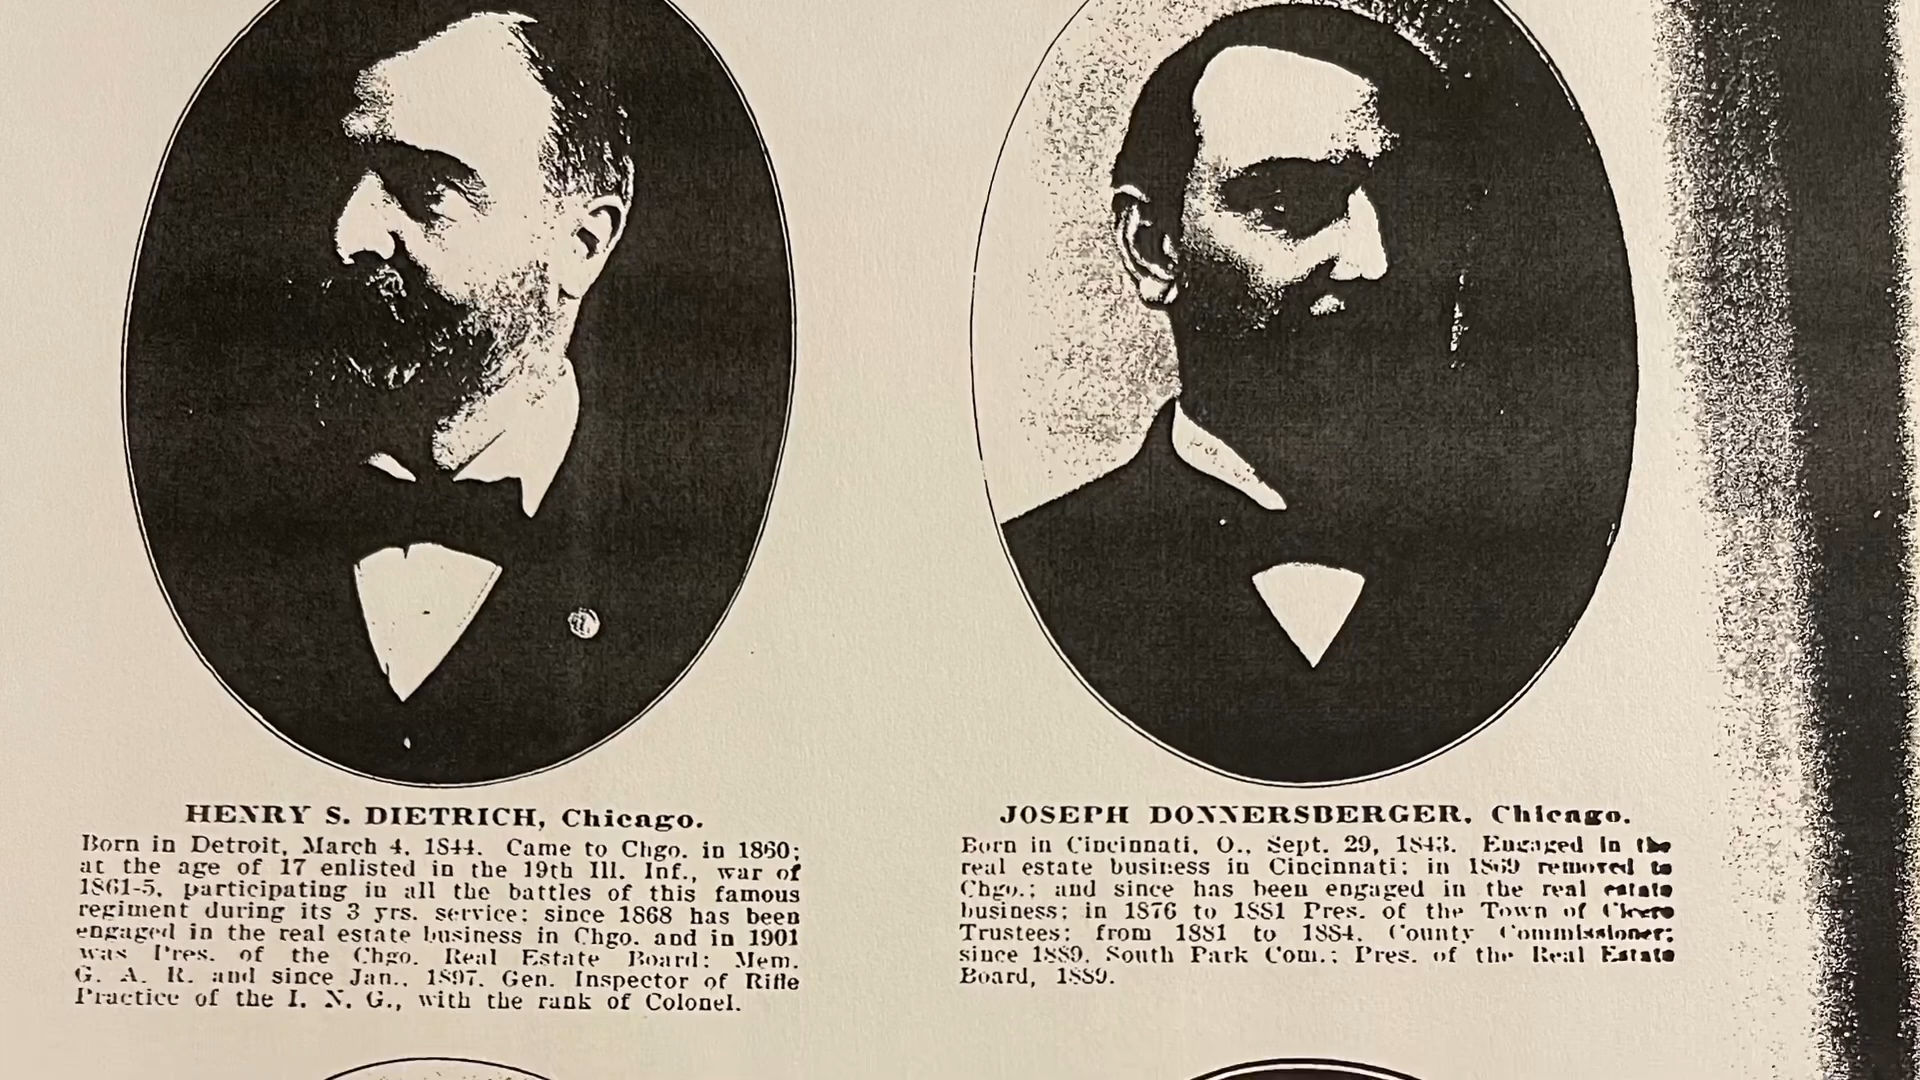 HENRY S. DIETRICH, Chicago.
Born in Detroit, March 4, 1844. Came to Chgo. in 1860;
at the age of 17 enlisted in the 19th Ill. Inf., war of
1861-5, participating in all the battles of this famous
regiment during its 3 yrs. service; since 1868 has been
engaged in the real estate business in Chgo. and in 1901
was Pres. of the Chgo. Real Estate Board; Mem.
G. A. R. and since Jan., 1897, Gen. Inspector of Rifle
Practice of the I. N. G., with the rank of Colonel.
JOSEPH DONNERSBERGER, Chicago.
Born in Cincinnati, O., Sept. 29, 1843. Engaged in the
real estate business in Cincinnati; in 1869 removed to
Chgo.; and since has been engaged in the real estate
business; in 1876 to 1881 Pres. of the Town of Cicero
Trustees; from 1881 to 1884, County Commissioner;
since 1889, South Park Com.; Pres. of the Real Estate
Board, 1889.